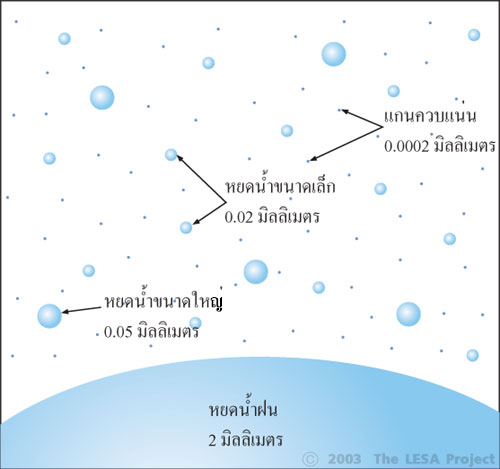 แกนควบแน่น
0.0002 มิลลิเมตร
หยดน้ำขนาดเล็ก
0.02 มิลลิเมตร
หยดน้ำขนาดใหญ่
0.05 มิลลิเมตร
หยดน้ำฝน
2 มิลลิเมตร
© 2003 The LESA Project